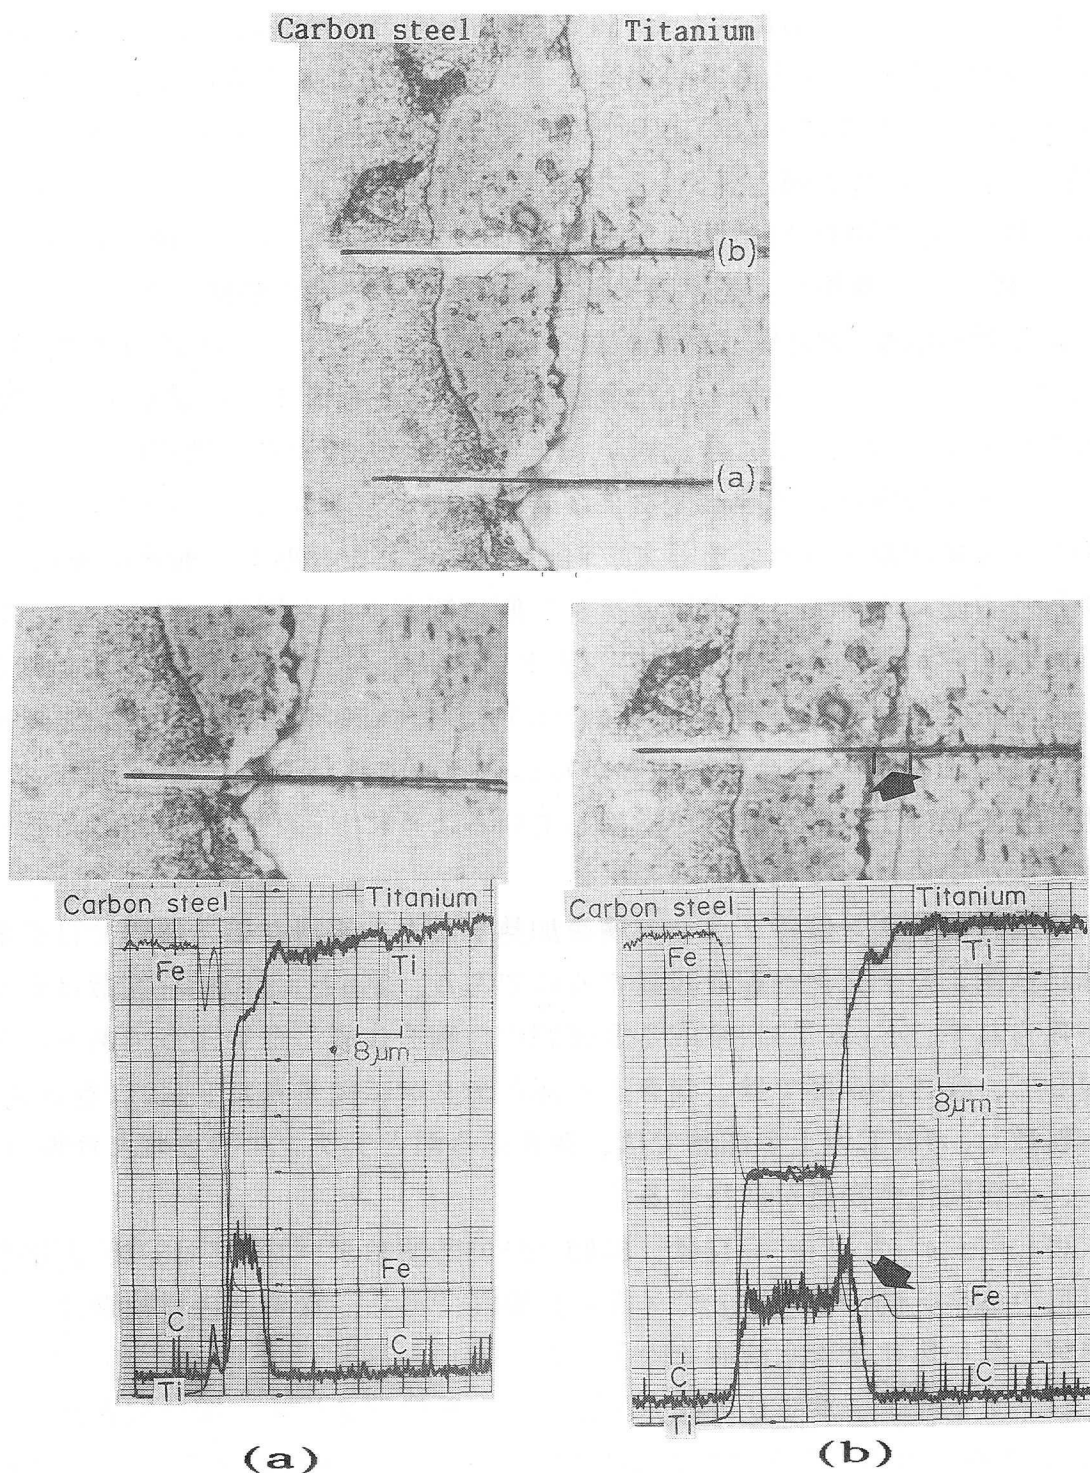 Carbon steel Titanium
(b)
(a)
Carbon steel Titanium
Fe
Ti
8μm
Fe
C
C
Ti
(a)
Carbon steel Titanium
Fe
Ti
8μm
Fe
C
C
Ti
(b)